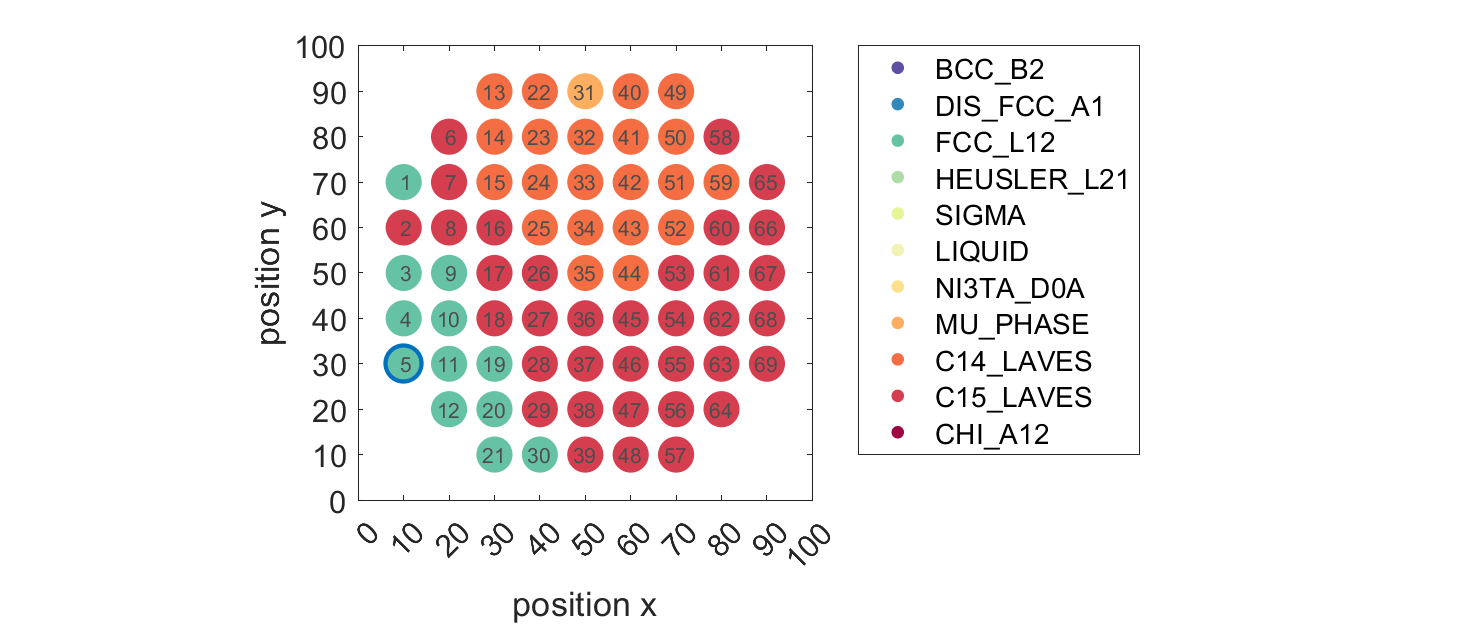 100
90 13 22 31 40 49
80 6 14 23 32 41 50 58
70 1 7 15 24 33 42 51 59 65
60 2 8 16 25 34 43 52 60 66
50 3 9 17 26 35 44 53 61 67
40 4 10 18 27 36 45 54 62 68
30 5 11 19 28 37 46 55 63 69
20 12 20 29 38 47 56 64
10 21 30 39 48 57
0
0 10 20 30 40 50 60 70 80 90 100
position x
position y
BCC_B2
DIS_FCC_A1
FCC_L12
HEUSLER_L21
SIGMA
LIQUID
NI3TA_D0A
MU_PHASE
C14_LAVES
C15_LAVES
CHI_A12